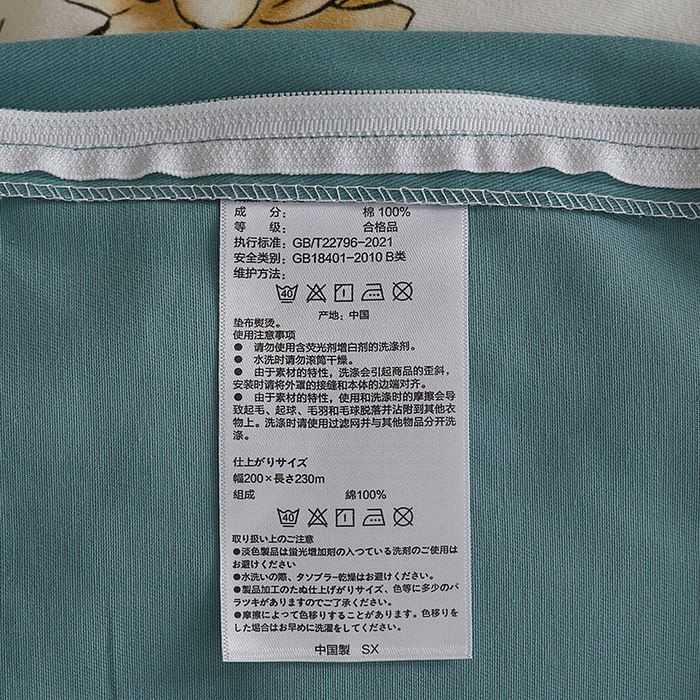 成 分： 棉 100%
等 级： 合格品
执行标准：GB/T22796-2021
安全类别：GB18401-2010 B类
维护方法：
40
产地：中国
垫布熨烫。
使用注意事项
● 请勿使用含荧光剂增白剂的洗涤剂。
● 水洗时请勿滚筒干燥。
● 由于素材的特性，洗涤会引起商品的歪斜，
安装时请将外罩的接缝和本体的边端对齐。
● 由于素材的特性，使用和洗涤时的摩擦会导
致起毛、起球、毛羽和毛球脱落并沾附到其他衣
物上。洗涤时请使用过滤网并与其他物品分开洗
涤。
仕上がりサイズ
幅200×長さ230m
組成 綿100%
40
取り扱い上のご注意
●淡色製品は蛍光増加剤の入つている洗剤のご使用は
お避けください
●水洗いの際、タソブラー乾燥はお避けください。
●製品加工のたぬ仕上げがりサイズ、色等に多少のバ
ラツキがありますのでご了承ください。
●摩擦によって色移りすることがあります。色移りを
した場合はお早めに洗濯をしてください。
中国製 SX